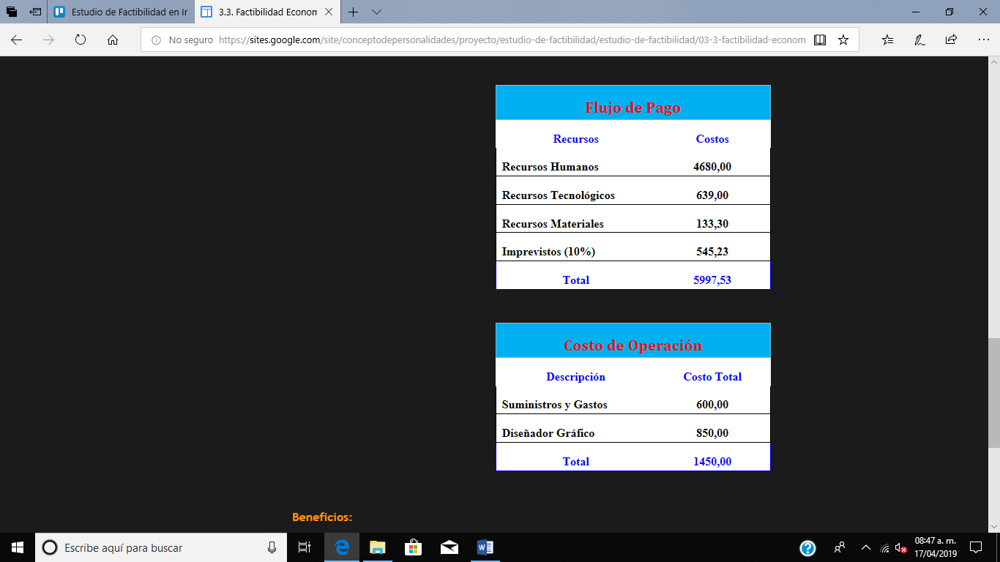 Estudio de Factibilidad en Ir
3.3. Factibilidad Econom
No seguro https://sites.google.com/site/conceptodepersonalidades/proyecto/estudio-de-factibilidad/estudio-de-factibilidad/03-3-factibilidad-econom
Flujo de Pago
Recursos Costos
Recursos Humanos 4680,00
Recursos Tecnológicos 639,00
Recursos Materiales 133,30
Imprevistos (10%) 545,23
Total 5997,53
Costo de Operación
Descripción Costo Total
Suministros y Gastos 600,00
Diseñador Gráfico 850,00
Total 1450,00
Beneficios:
Escribe aquí para buscar
08:47 a. m.
17/04/2019